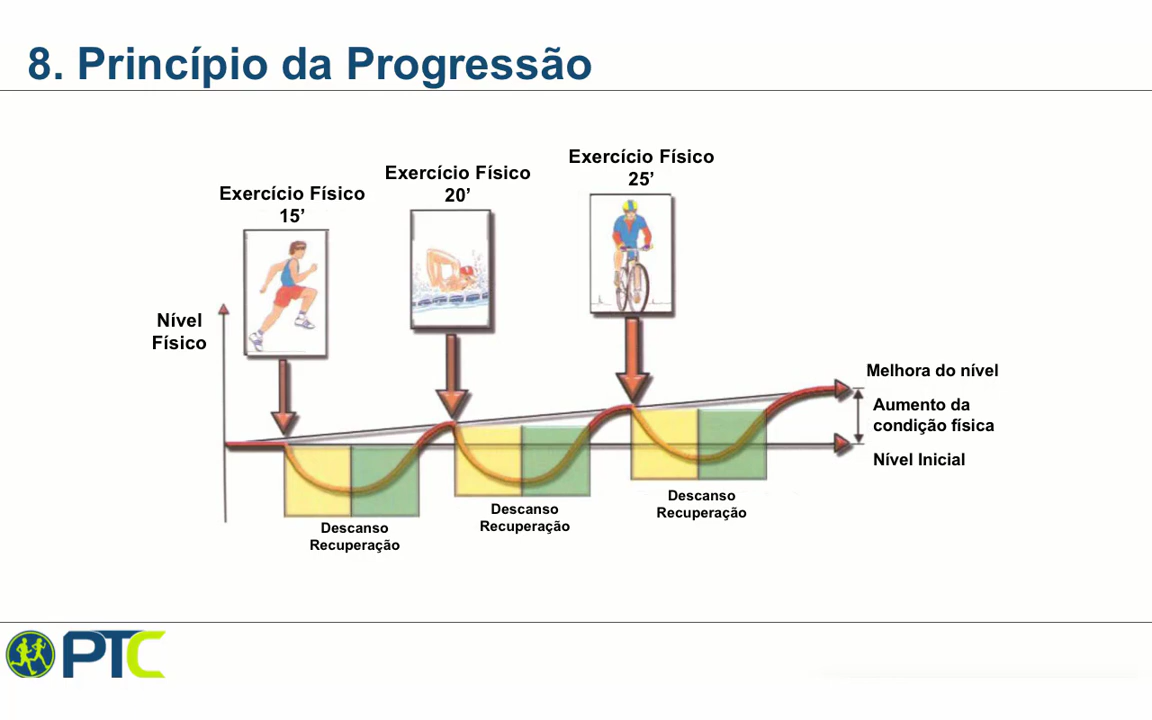 8. Princípio da Progressão
Exercício Físico
15’
Exercício Físico
20’
Exercício Físico
25’
Nível
Físico
Melhora do nível
Aumento da
condição física
Nível Inicial
Descanso
Recuperação
Descanso
Recuperação
Descanso
Recuperação
PTC